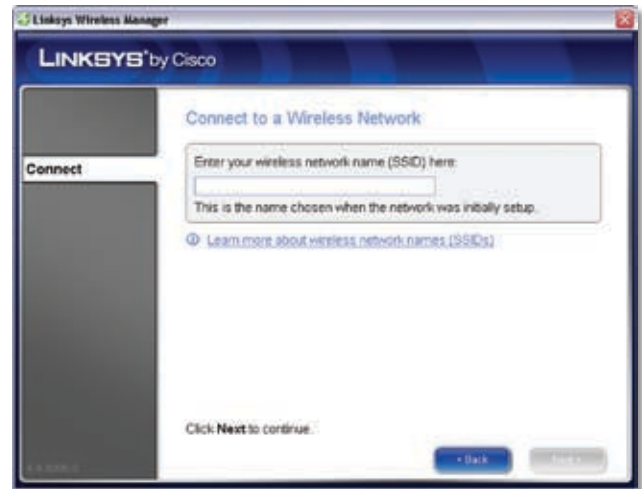 Linksys Wireless Manager
LINKSYS® by Cisco
Connect to a Wireless Network
Connect
Enter your wireless network name (SSID) here:
This is the name chosen when the network was initially setup.
Learn more about wireless network names (SSIDs)
Click Next to continue.
< Back
Next >